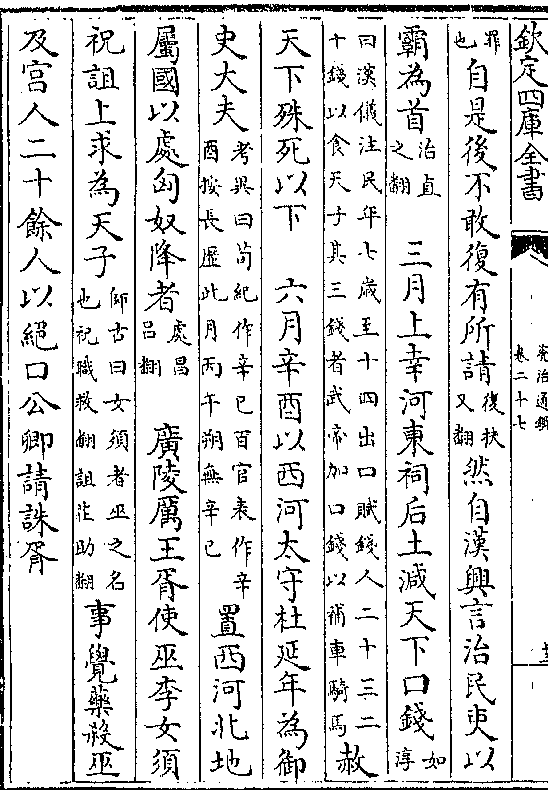 欽定四庫全書
資治通鑑
卷二十七
罪
也自是後不敢復有所請復扶
又翻然自漢興言治民吏以
霸為首治直
之翻 三月上幸河東祠后土減天下口錢如
淳
曰漢儀注民年七歲至十四出口賦錢人二十三二
十錢以食天子其三錢者武帝加口錢以補車騎馬赦
天下殊死以下 六月辛酉以西河太守杜延年為御
史大夫考異曰荀紀作辛巳百官表作辛
酉按長歷此月丙午朔無辛巳 置西河北地
屬國以處匈奴降者處昌
呂翻 廣陵厲王胥使巫李女須
祝詛上求為天子師古曰女須者巫之名
也祝職救翻詛莊助翻事覺藥殺巫
及宫人二十餘人以絕口公卿請誅胥